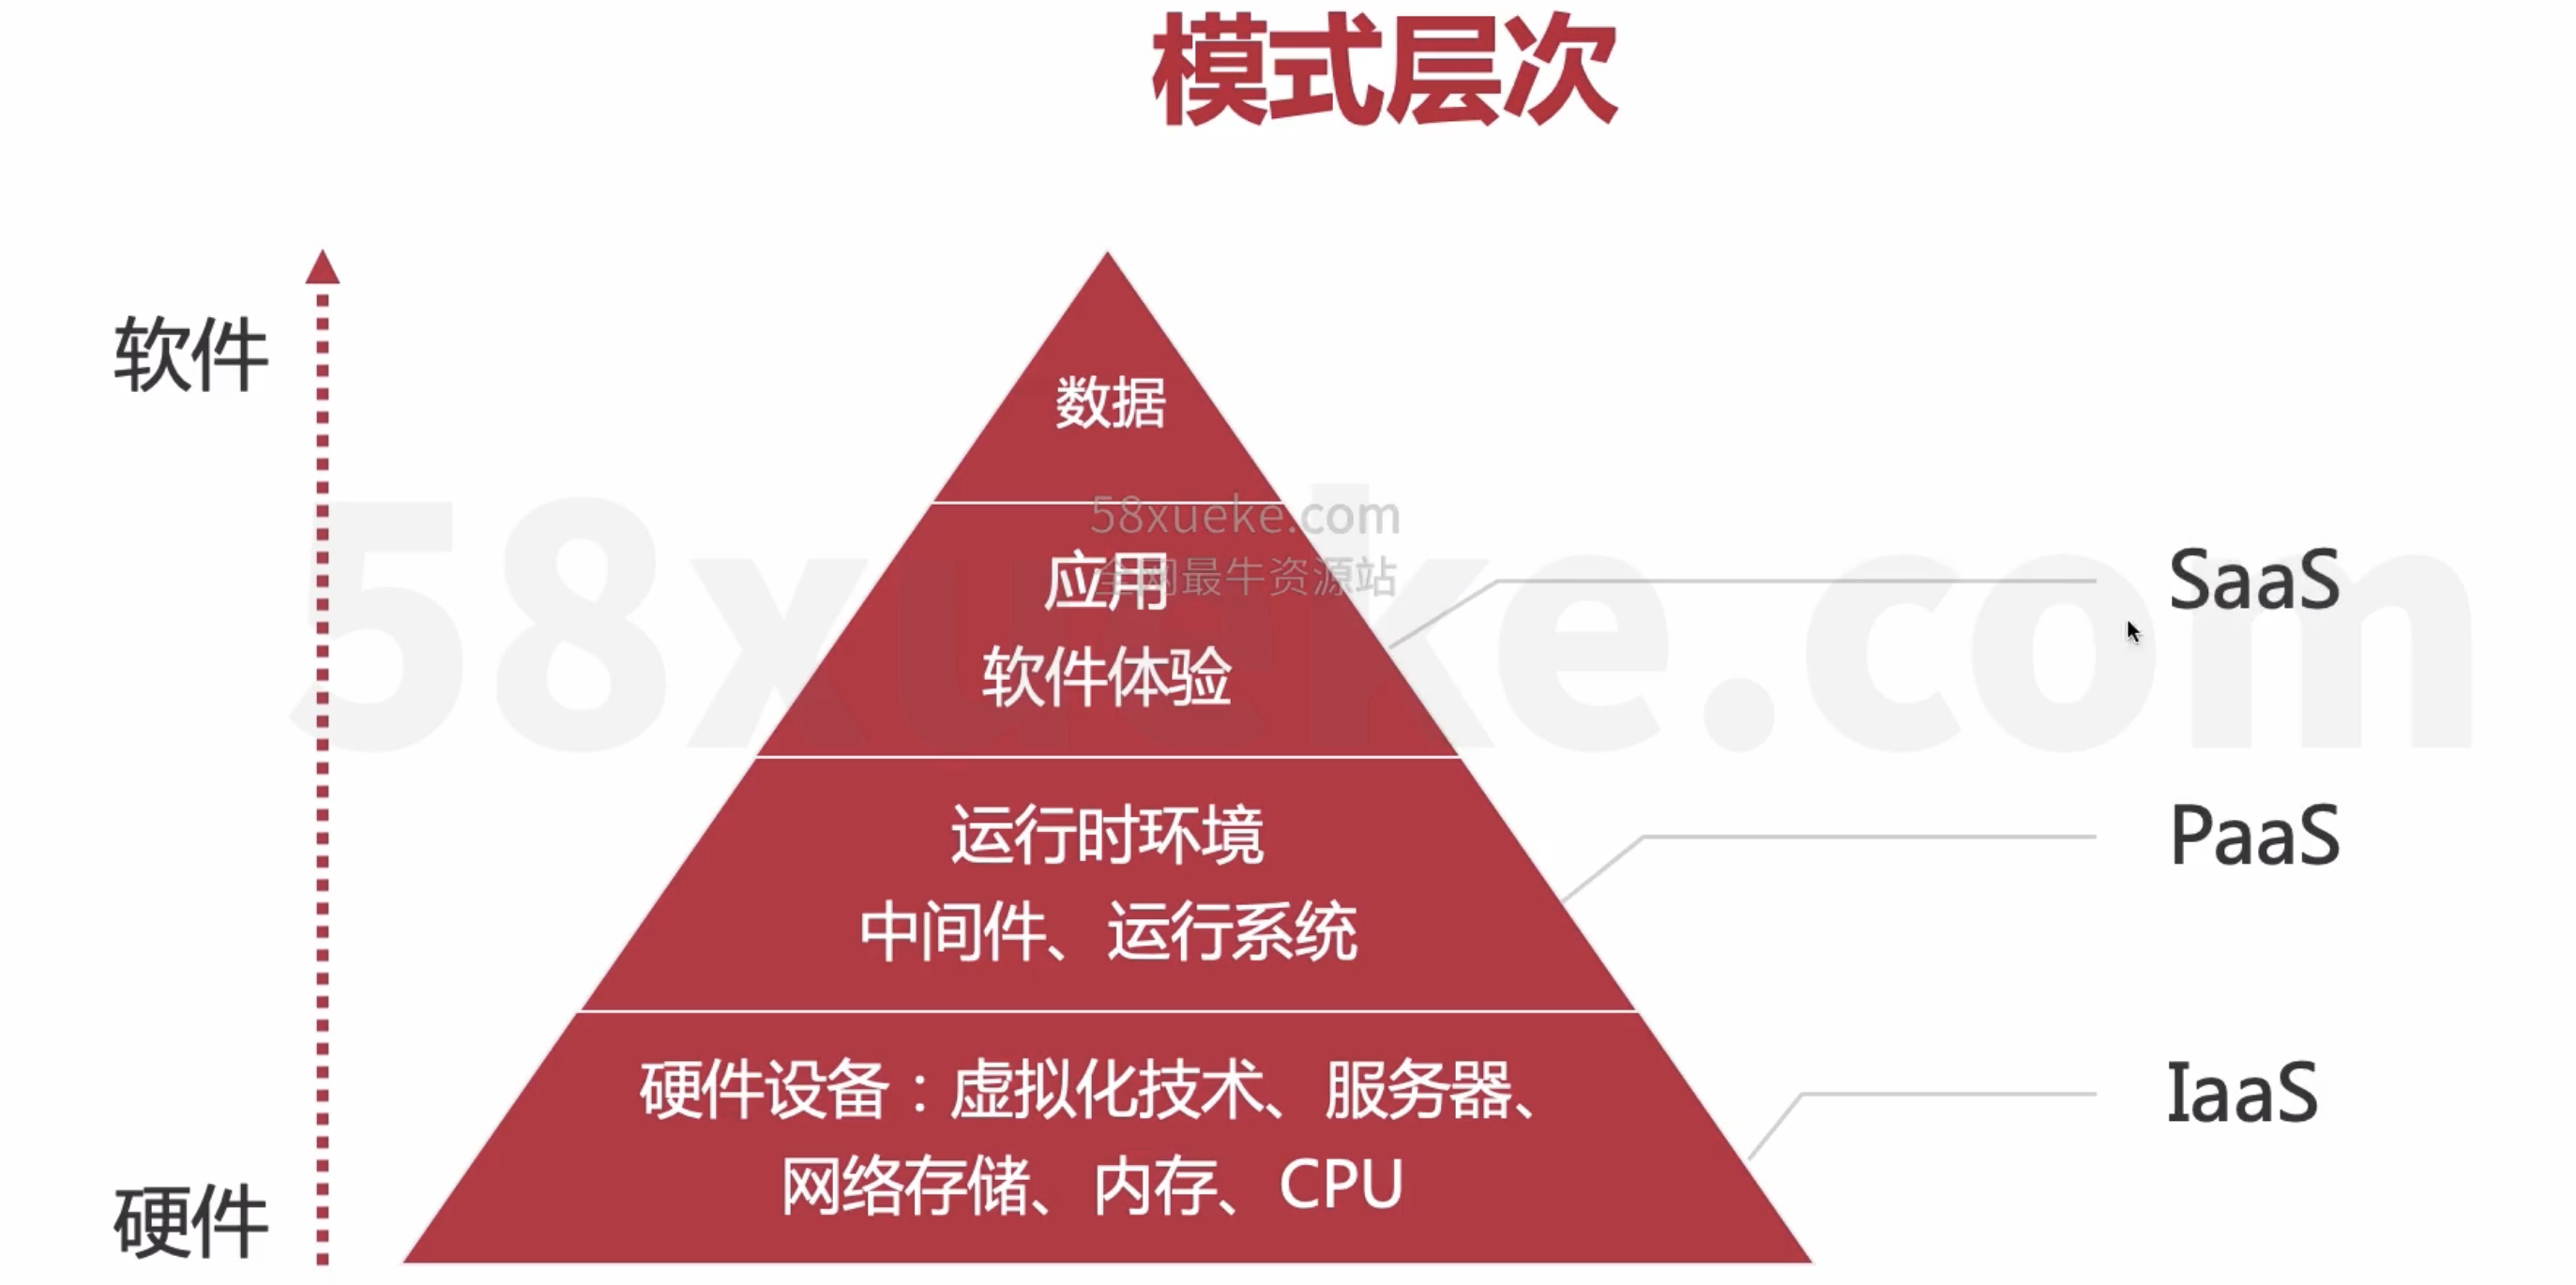 模式层次
软件
数据
58xueke.com
全网最牛资源站
应用
软件体验
SaaS
58xueke.com
运行时环境
中间件、运行系统
PaaS
硬件设备：虚拟化技术、服务器、
网络存储、内存、CPU
IaaS
硬件